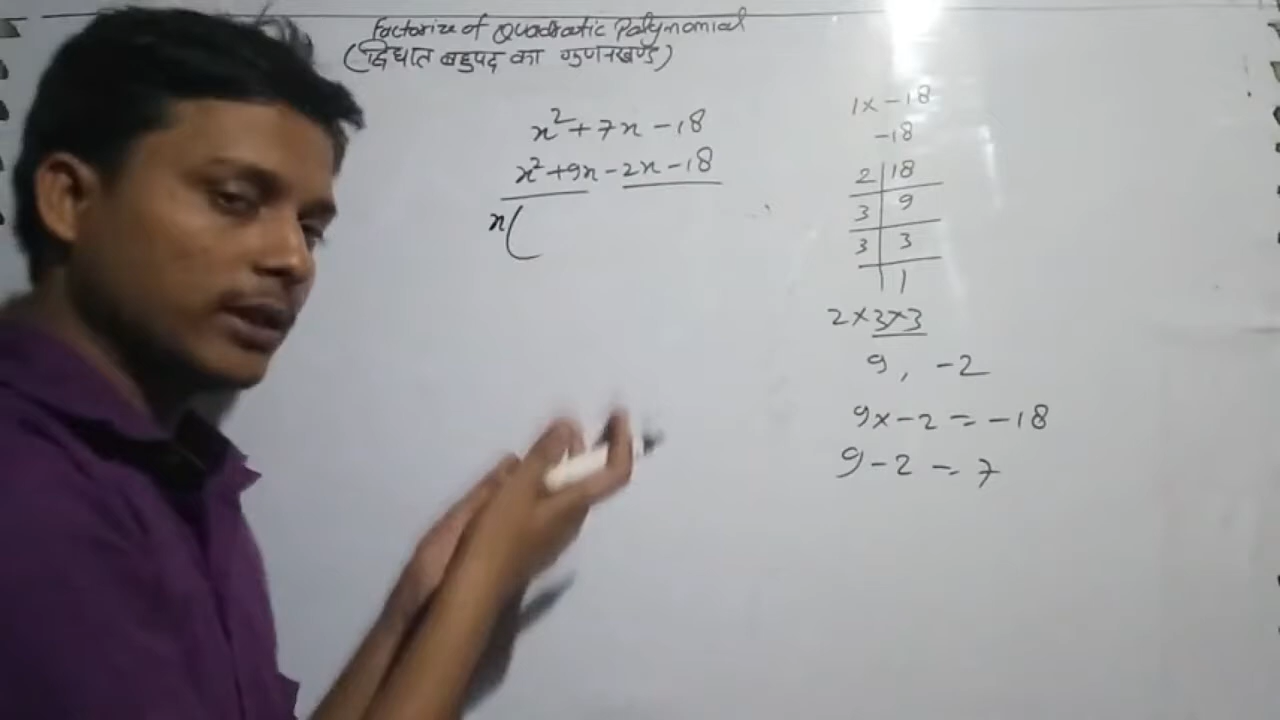 Factorize of Quadratic Polynomial
(द्विघात बहुपद का गुणनखण्ड)
x² + 7x - 18
x² + 9x - 2x - 18
x(
1 x - 18
-18
2 | 18
3 | 9
3 | 3
| 1
2 × 3 × 3
9, -2
9 x - 2 = -18
9 - 2 = 7